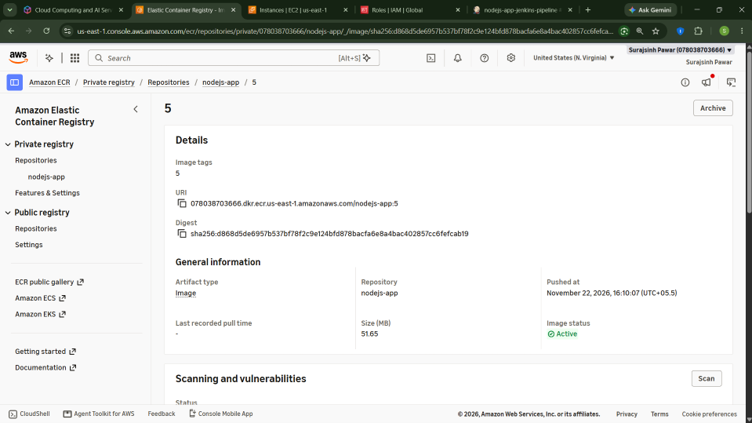 Cloud Computing and AI Serv
Elastic Container Registry - N
Instances | EC2 | us-east-1
Roles | IAM | Global
nodejs-app-jenkins-pipeline
Ask Gemini
us-east-1.console.aws.amazon.com/ecr/repositories/private/078038703666/nodejs-app/_/image/sha256:d868d5de6957b537bf78f2c9e124bfd878bacfa6e8a4bac402857cc6fefca...
aws
Search
[Alt+S]
United States (N. Virginia)
Surajsinh Pawar (078038703666)
Surajsinh Pawar
Amazon ECR / Private registry / Repositories / nodejs-app / 5
Amazon Elastic
Container Registry
Private registry
Repositories
nodejs-app
Features & Settings
Public registry
Repositories
Settings
ECR public gallery
Amazon ECS
Amazon EKS
Getting started
Documentation
5
Archive
Details
Image tags
5
URI
078038703666.dkr.ecr.us-east-1.amazonaws.com/nodejs-app:5
Digest
sha256:d868d5de6957b537bf78f2c9e124bfd878bacfa6e8a4bac402857cc6fefcab19
General information
Artifact type
Image
Repository
nodejs-app
Pushed at
November 22, 2026, 16:10:07 (UTC+05.5)
Last recorded pull time
-
Size (MB)
51.65
Image status
Active
Scanning and vulnerabilities
Scan
Status
CloudShell
Agent Toolkit for AWS
Feedback
Console Mobile App
© 2026, Amazon Web Services, Inc. or its affiliates.
Privacy
Terms
Cookie preferences